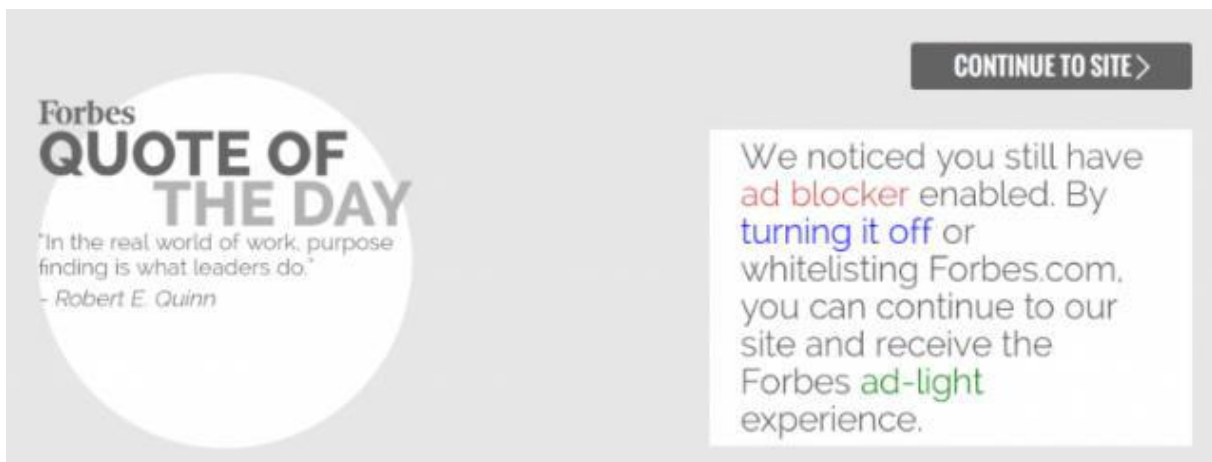 Forbes
QUOTE OF
THE DAY
"In the real world of work, purpose
finding is what leaders do."
- Robert E. Quinn
CONTINUE TO SITE >
We noticed you still have
ad blocker enabled. By
turning it off or
whitelisting Forbes.com,
you can continue to our
site and receive the
Forbes ad-light
experience.